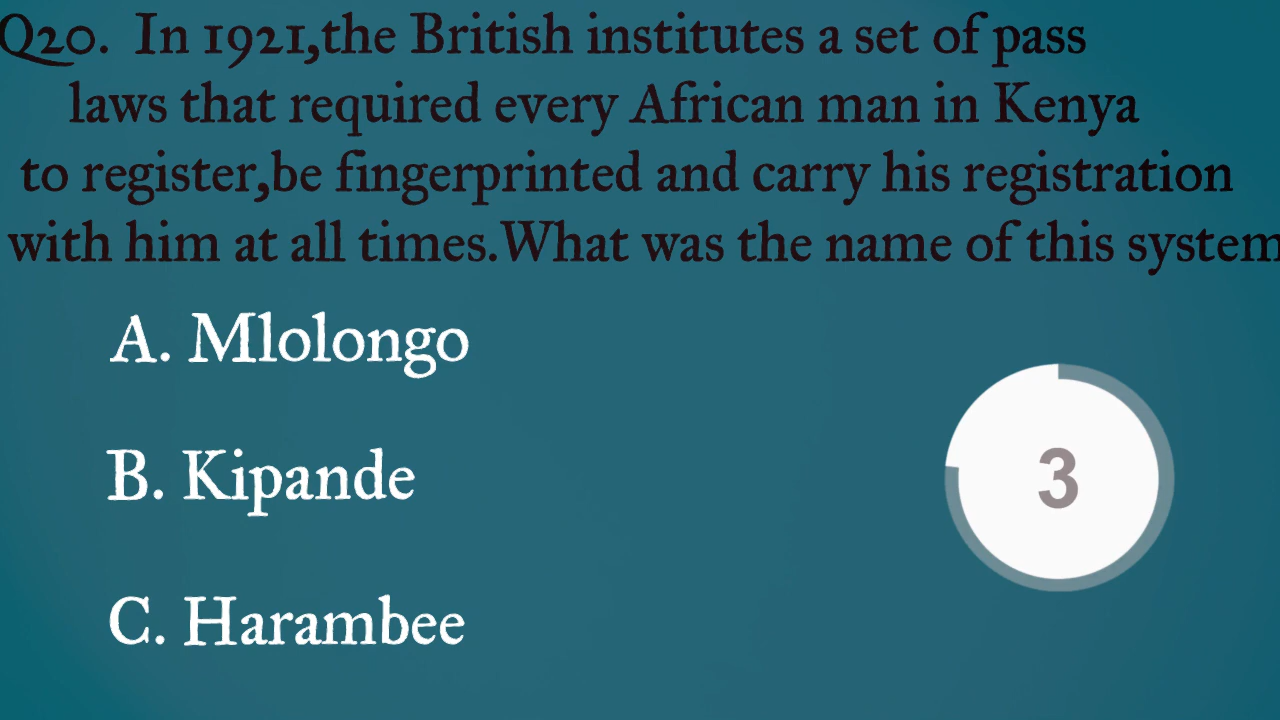 Q20. In 1921,the British institutes a set of pass
laws that required every African man in Kenya
to register,be fingerprinted and carry his registration
with him at all times.What was the name of this system
A. Mlolongo
B. Kipande
3
C. Harambee